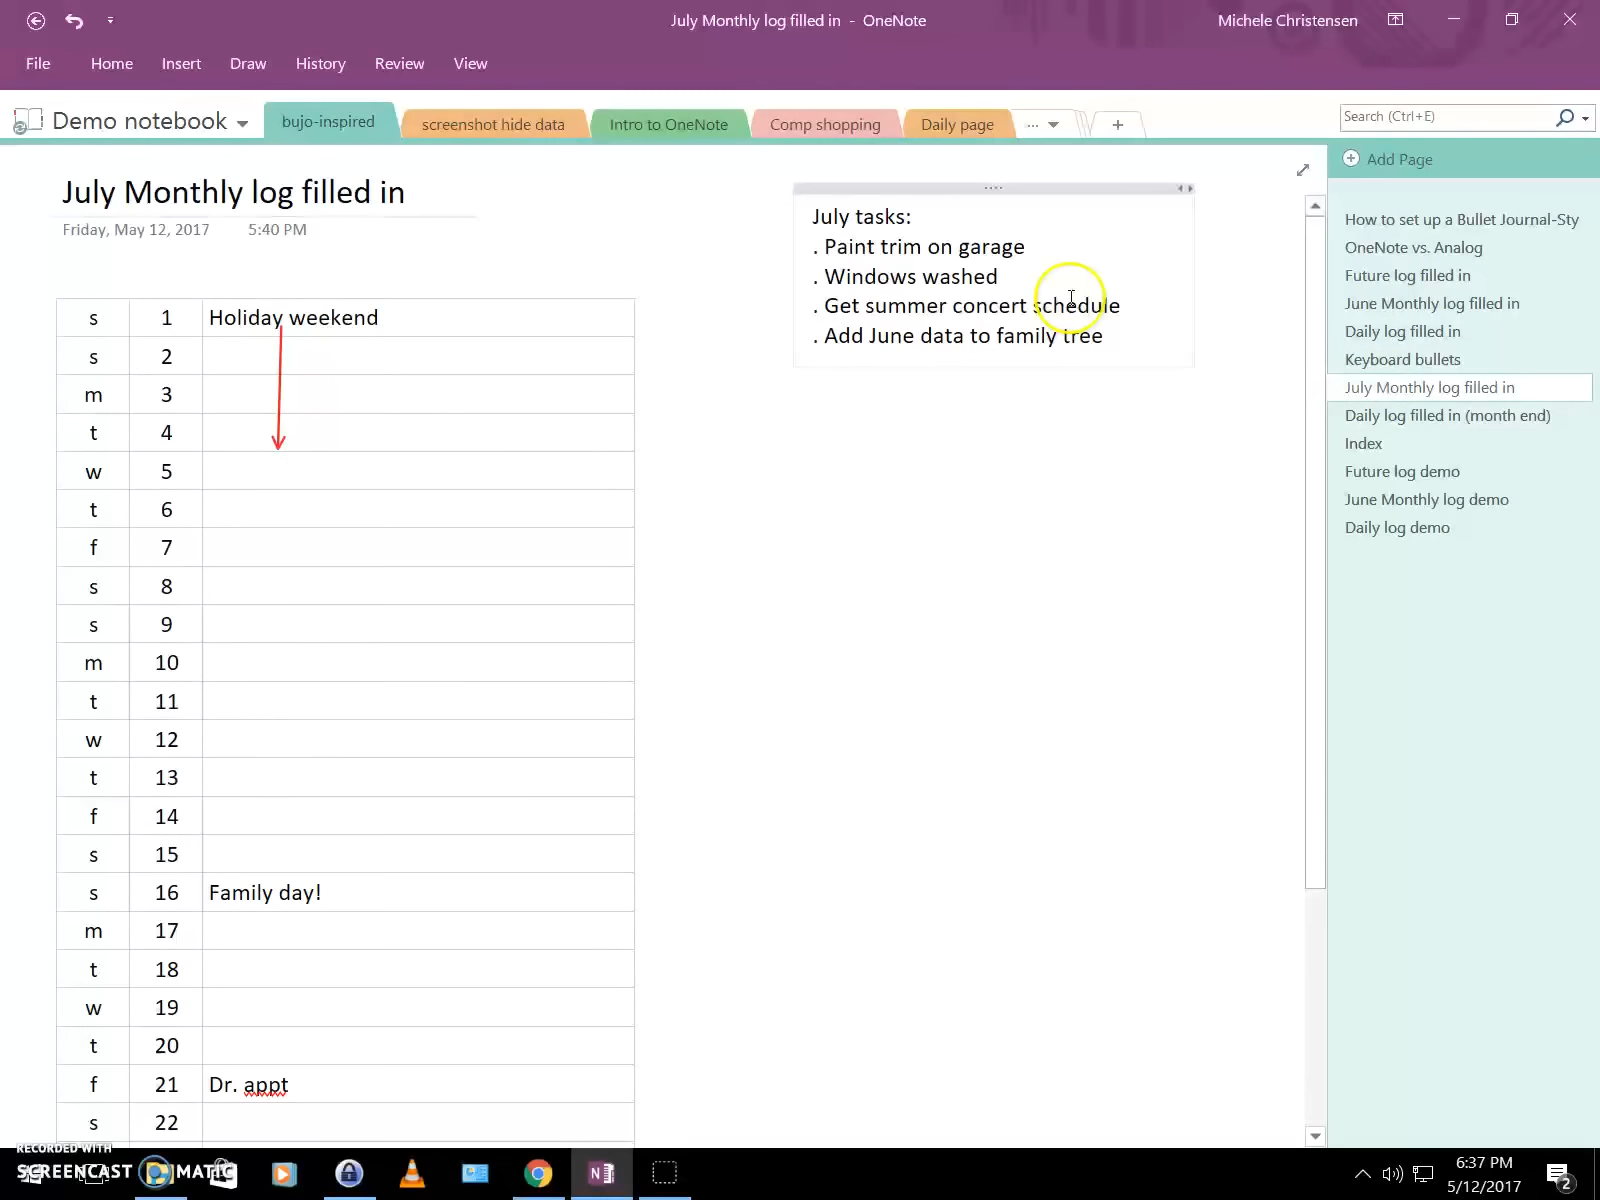 July Monthly log filled in - OneNote
Michele Christensen
File Home Insert Draw History Review View
Demo notebook
bujo-inspired
screenshot hide data
Intro to OneNote
Comp shopping
Daily page
...
Search (Ctrl+E)
July Monthly log filled in
Friday, May 12, 2017 5:40 PM
s 1 Holiday weekend
s 2
m 3
t 4
w 5
t 6
f 7
s 8
s 9
m 10
t 11
w 12
t 13
f 14
s 15
s 16 Family day!
m 17
t 18
w 19
t 20
f 21 Dr. appt
s 22
July tasks:
. Paint trim on garage
. Windows washed
. Get summer concert schedule
. Add June data to family tree
Add Page
How to set up a Bullet Journal-Sty
OneNote vs. Analog
Future log filled in
June Monthly log filled in
Daily log filled in
Keyboard bullets
July Monthly log filled in
Daily log filled in (month end)
Index
Future log demo
June Monthly log demo
Daily log demo
RECORDED WITH
SCREENCAST MATIC
N
6:37 PM
5/12/2017
2